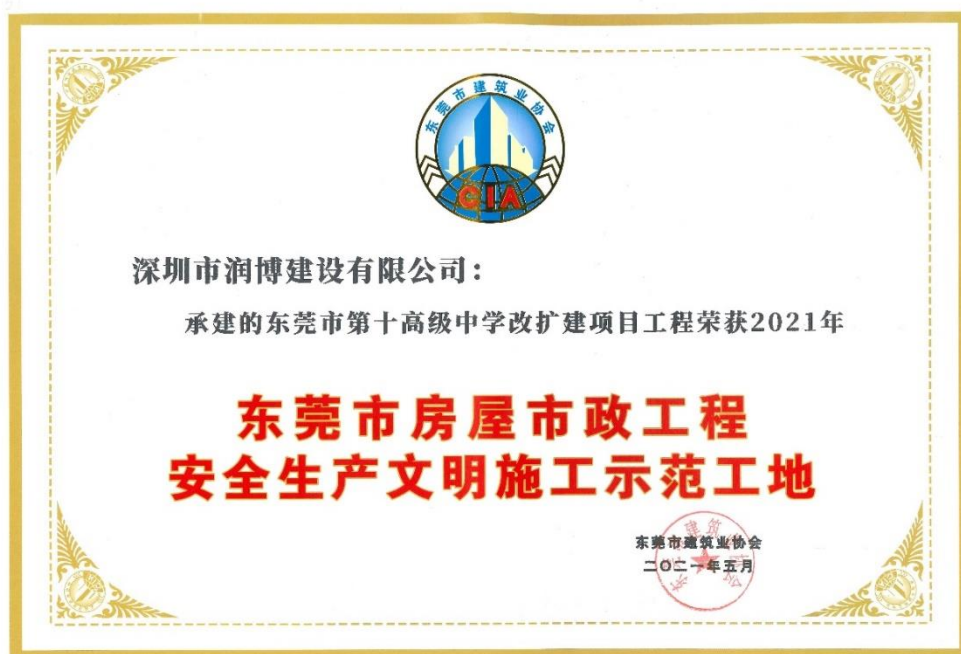 东莞市建筑业协会
CIA
深圳市润博建设有限公司：
承建的东莞市第十高级中学改扩建项目工程荣获2021年
东莞市房屋市政工程
安全生产文明施工示范工地
东莞市建筑业协会
二〇二一年五月